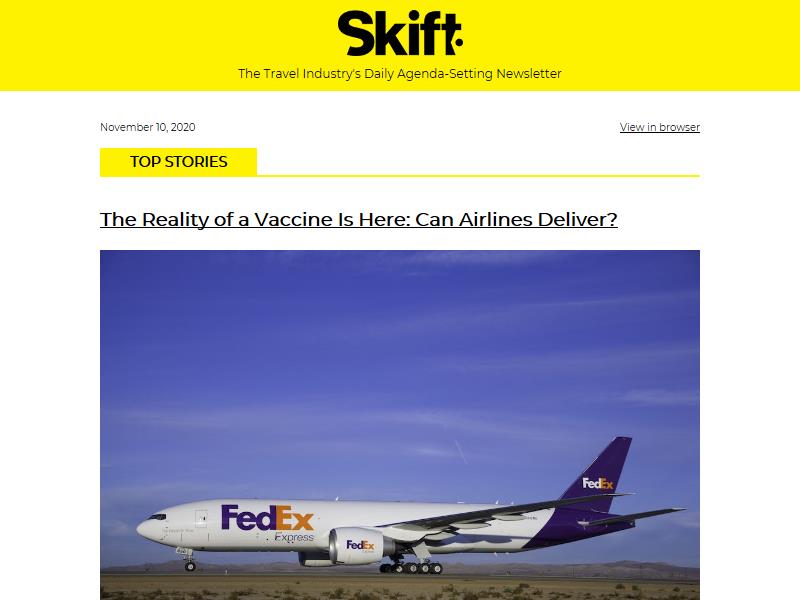 Skift
The Travel Industry's Daily Agenda-Setting Newsletter
November 10, 2020
View in browser
TOP STORIES
The Reality of a Vaccine Is Here: Can Airlines Deliver?
FedEx
FedEx
Express
FedEx